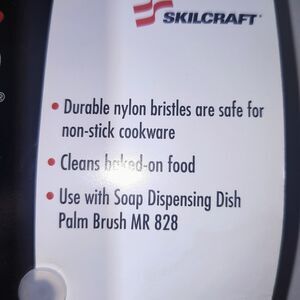 SKILCRAFT®
• Durable nylon bristles are safe for
non-stick cookware
• Cleans baked-on food
• Use with Soap Dispensing Dish
Palm Brush MR 828
®